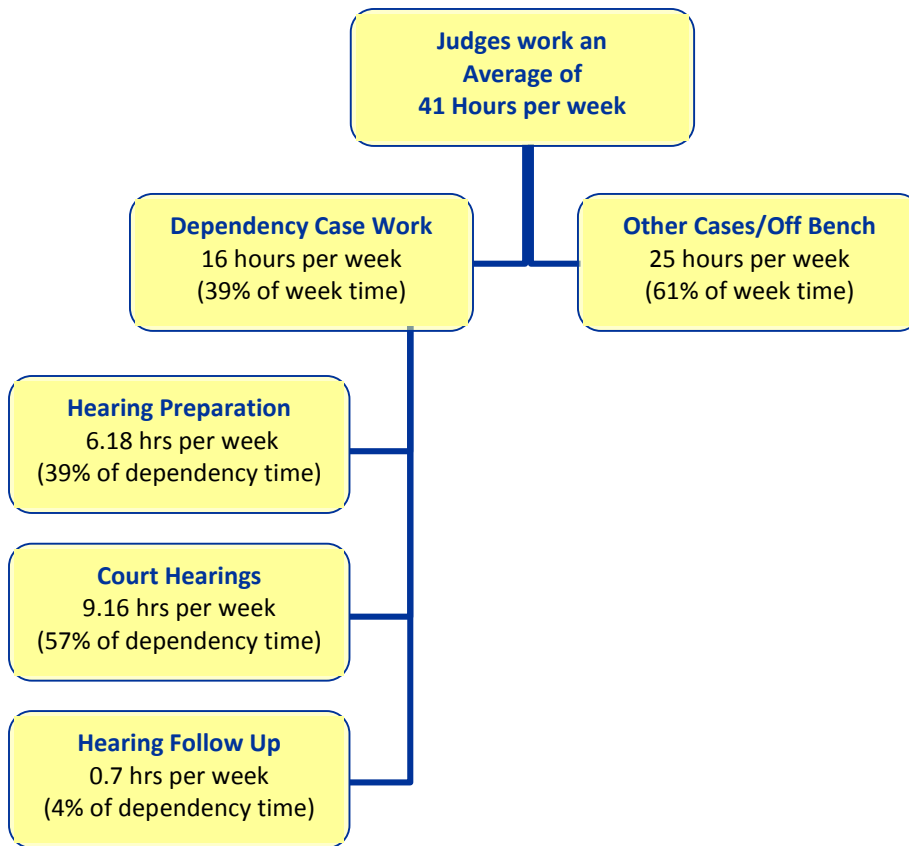 Judges work an
Average of
41 Hours per week
Dependency Case Work
16 hours per week
(39% of week time)
Other Cases/Off Bench
25 hours per week
(61% of week time)
Hearing Preparation
6.18 hrs per week
(39% of dependency time)
Court Hearings
9.16 hrs per week
(57% of dependency time)
Hearing Follow Up
0.7 hrs per week
(4% of dependency time)